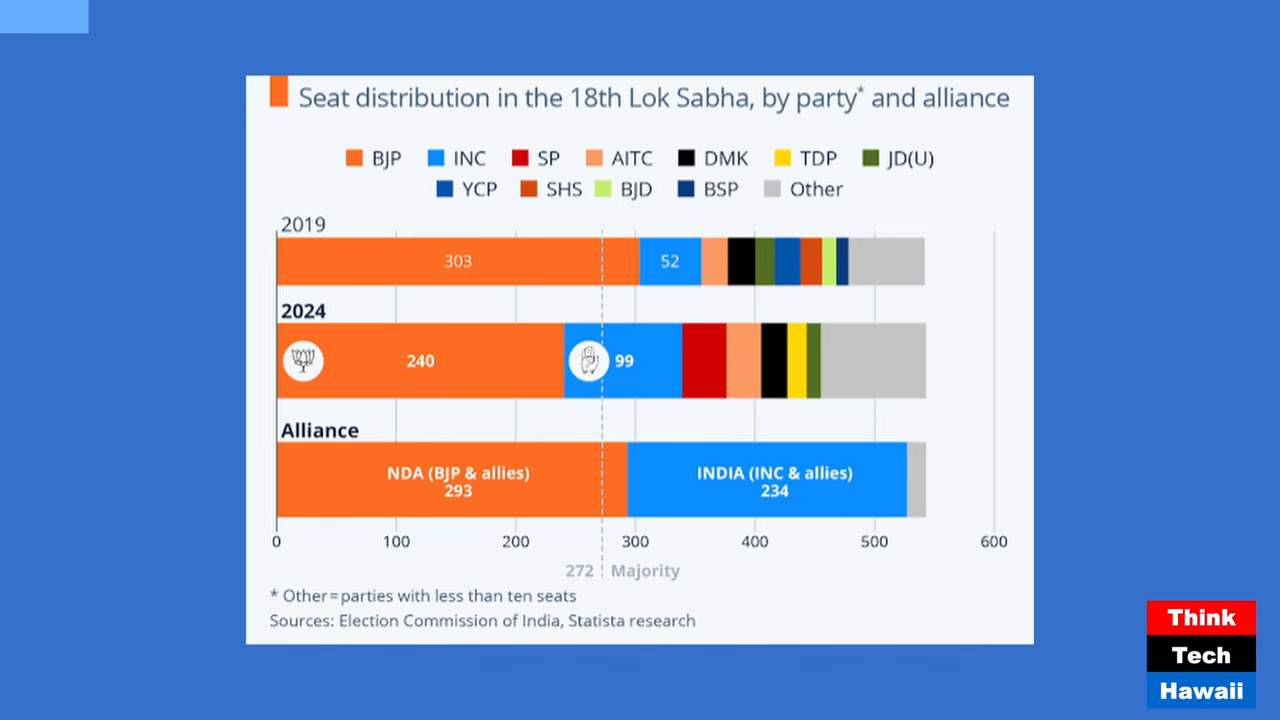 Seat distribution in the 18th Lok Sabha, by party* and alliance
BJP INC SP AITC DMK TDP JD(U)
YCP SHS BJD BSP Other
2019
303 52
2024
240 99
Alliance
NDA (BJP & allies)
293
INDIA (INC & allies)
234
0 100 200 300 400 500 600
272 Majority
* Other = parties with less than ten seats
Sources: Election Commission of India, Statista research
Think
Tech
Hawaii